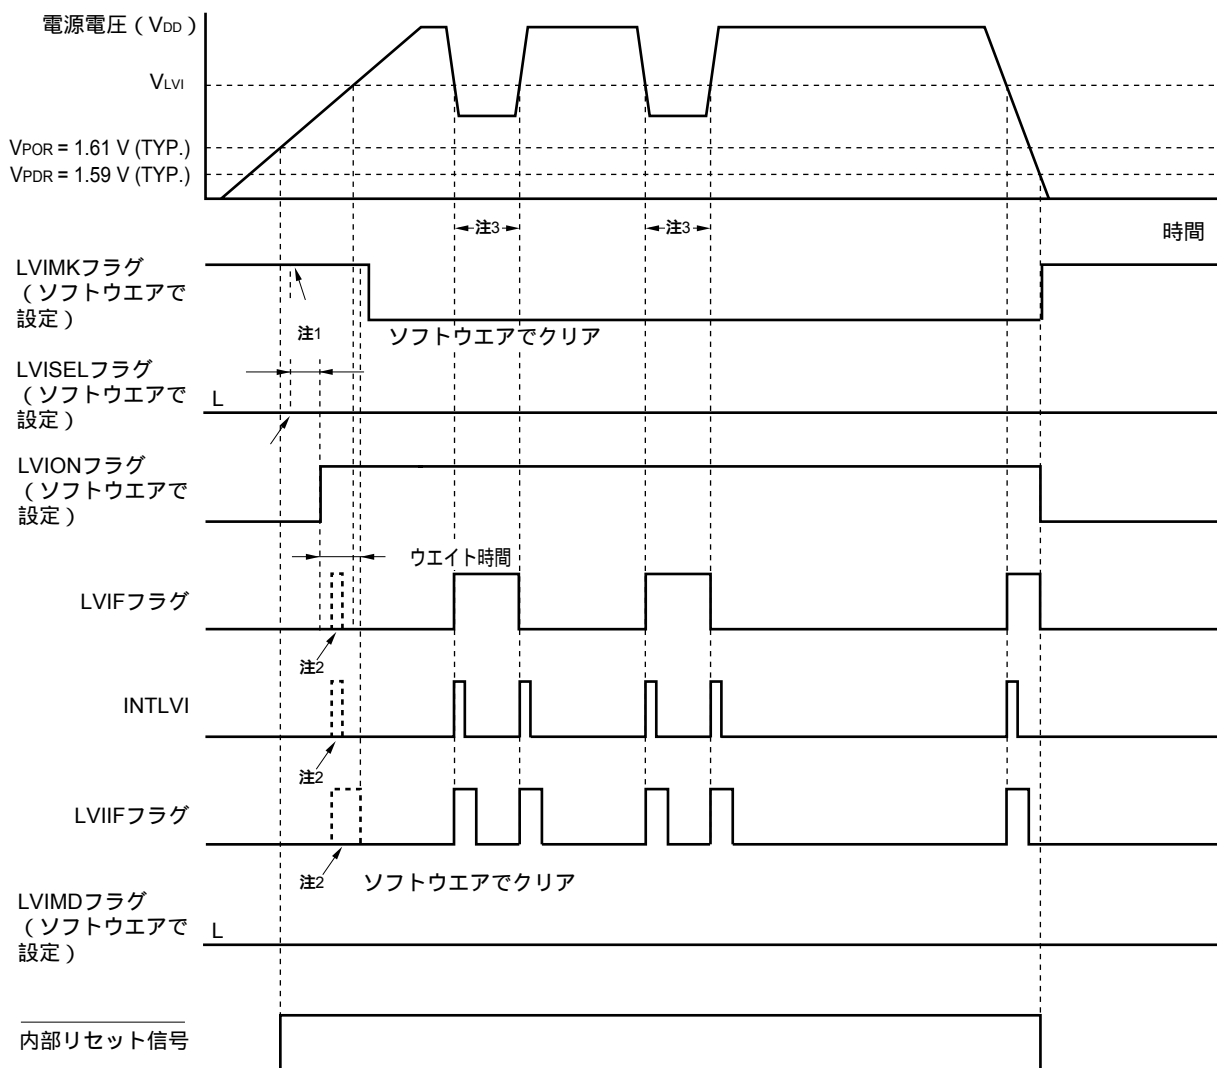 電源電圧（VDD）
VLVI
VPOR = 1.61 V (TYP.)
VPDR = 1.59 V (TYP.)
注3
注3
時間
LVIMKフラグ
（ソフトウエアで
設定）
注1
ソフトウエアでクリア
LVISELフラグ
（ソフトウエアで
設定）
L
LVIONフラグ
（ソフトウエアで
設定）
ウエイト時間
LVIFフラグ
注2
INTLVI
注2
LVIIFフラグ
注2
ソフトウエアでクリア
LVIMDフラグ
（ソフトウエアで
設定）
L
内部リセット信号